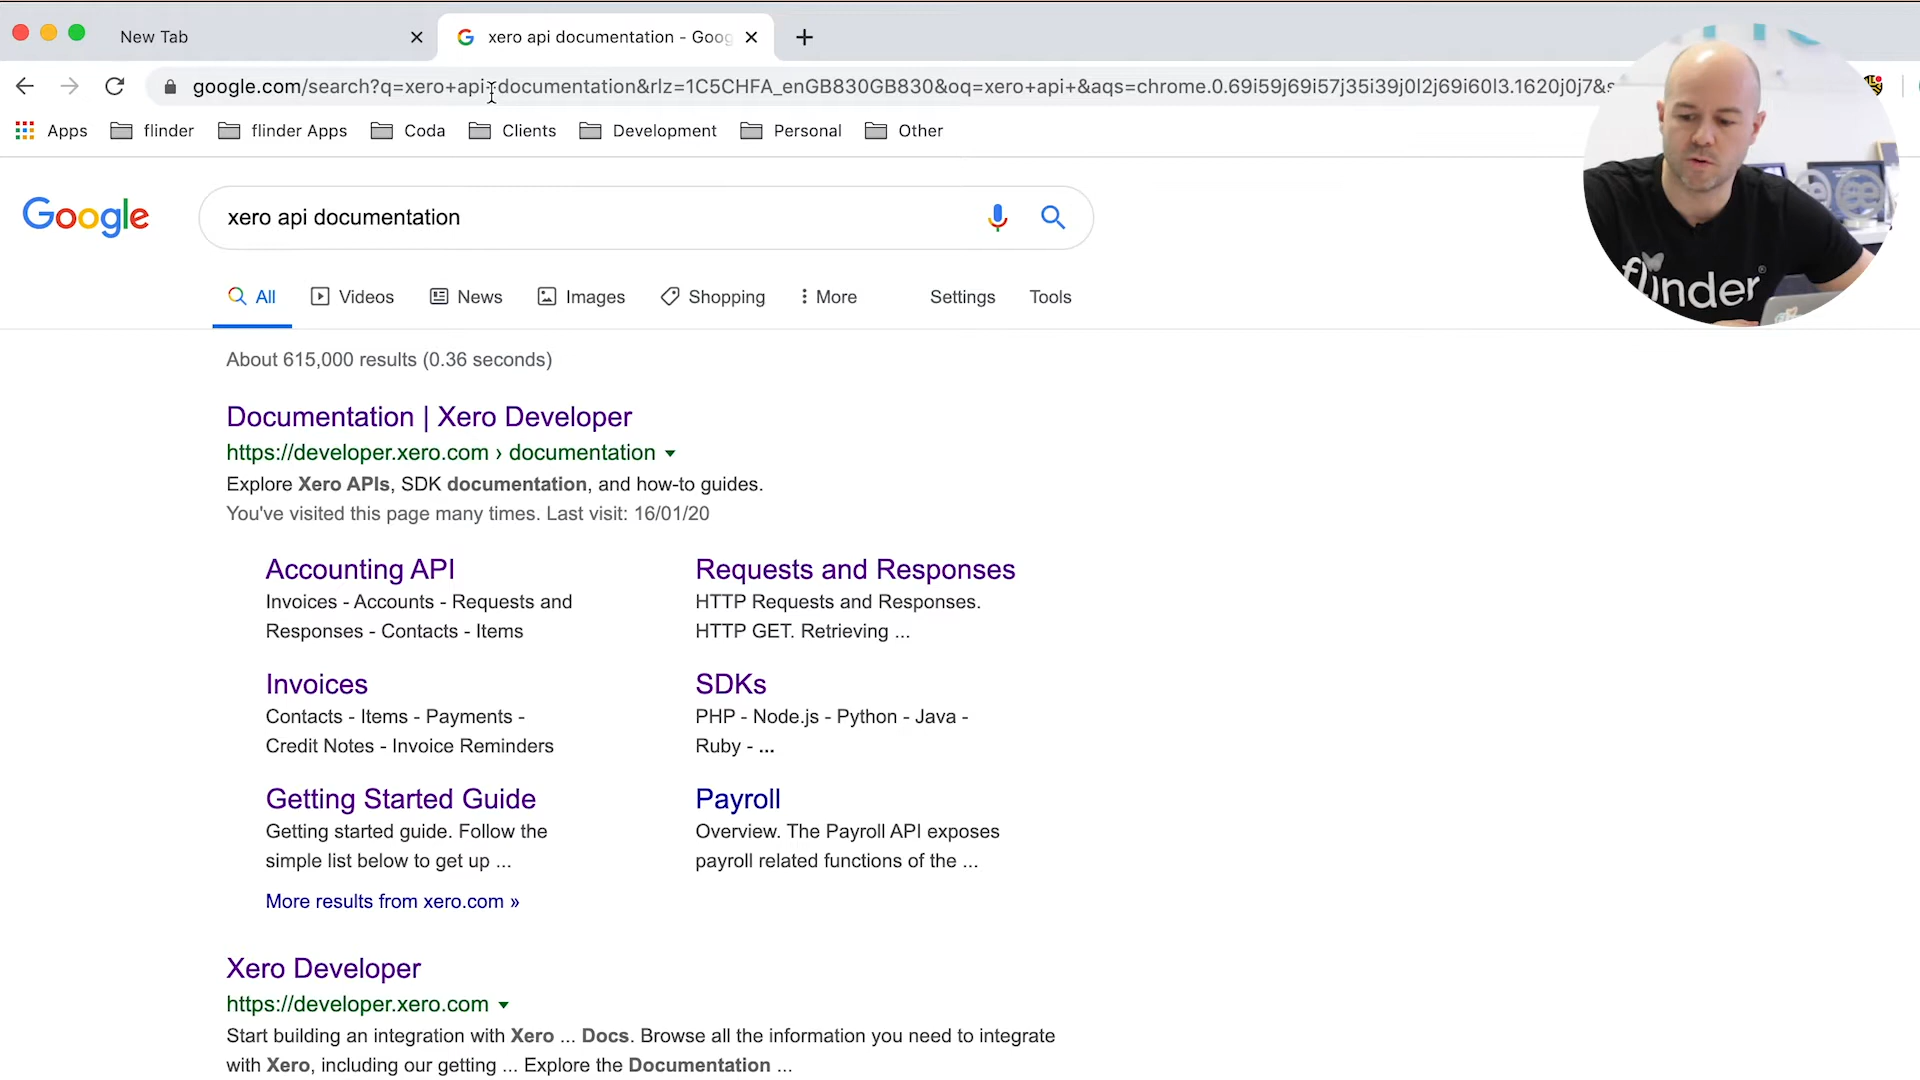 New Tab
xero api documentation - Goog
google.com/search?q=xero+api+documentation&rlz=1C5CHFA_enGB830GB830&oq=xero+api+&aqs=chrome.0.69i59j69i57j35i39j0l2j69i60l3.1620j0j7&s
Apps
flinder
flinder Apps
Coda
Clients
Development
Personal
Other
Google
xero api documentation
All
Videos
News
Images
Shopping
More
Settings
Tools
About 615,000 results (0.36 seconds)
Documentation | Xero Developer
https://developer.xero.com › documentation
Explore Xero APIs, SDK documentation, and how-to guides.
You've visited this page many times. Last visit: 16/01/20
Accounting API
Invoices - Accounts - Requests and
Responses - Contacts - Items
Requests and Responses
HTTP Requests and Responses.
HTTP GET. Retrieving ...
Invoices
Contacts - Items - Payments -
Credit Notes - Invoice Reminders
SDKs
PHP - Node.js - Python - Java -
Ruby - ...
Getting Started Guide
Getting started guide. Follow the
simple list below to get up ...
Payroll
Overview. The Payroll API exposes
payroll related functions of the ...
More results from xero.com »
Xero Developer
https://developer.xero.com
Start building an integration with Xero ... Docs. Browse all the information you need to integrate
with Xero, including our getting ... Explore the Documentation ...
flinder